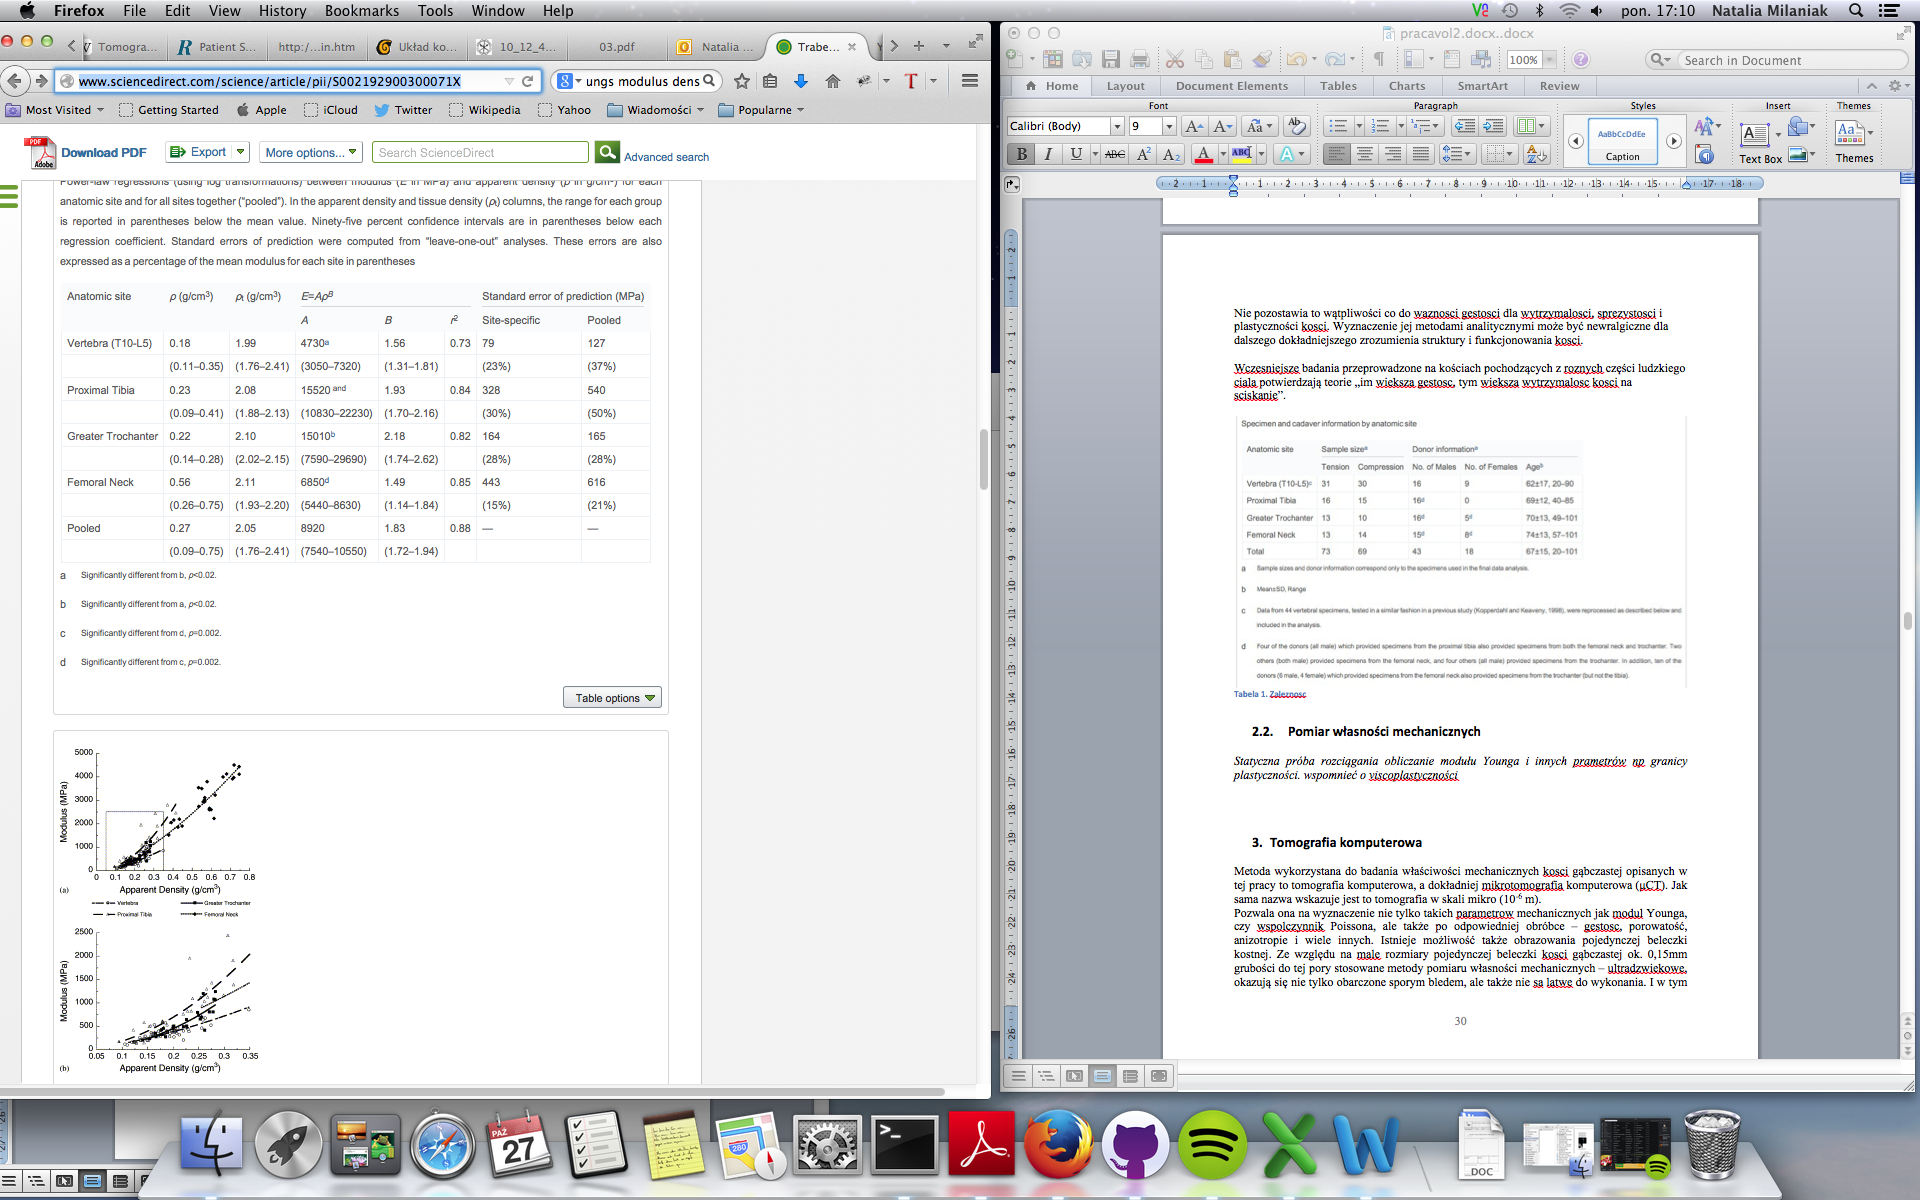 Firefox File Edit View History Bookmarks Tools Window Help
pon. 17:10 Natalia Milaniak
Tomogra... Patient S... http:/...in.htm Układ ko... 10_12_4... 03.pdf Natalia ... Trabe...
www.sciencedirect.com/science/article/pii/S002192900300071X
ungs modulus dens
Most Visited Getting Started Apple iCloud Twitter Wikipedia Yahoo Wiadomości Popularne
Download PDF Export More options... Search ScienceDirect Advanced search
Power-law regressions (using log transformations) between modulus (E in MPa) and apparent density (ρ in g/cm³) for each
anatomic site and for all sites together ("pooled"). In the apparent density and tissue density (ρt) columns, the range for each group
is reported in parentheses below the mean value. Ninety-five percent confidence intervals are in parentheses below each
regression coefficient. Standard errors of prediction were computed from "leave-one-out" analyses. These errors are also
expressed as a percentage of the mean modulus for each site in parentheses
Anatomic site ρ (g/cm³) ρt (g/cm³) E=AρB Standard error of prediction (MPa)
A B r² Site-specific Pooled
Vertebra (T10-L5) 0.18 1.99 4730a 1.56 0.73 79 127
(0.11–0.35) (1.76–2.41) (3050–7320) (1.31–1.81) (23%) (37%)
Proximal Tibia 0.23 2.08 15520 and 1.93 0.84 328 540
(0.09–0.41) (1.88–2.13) (10830–22230) (1.70–2.16) (30%) (50%)
Greater Trochanter 0.22 2.10 15010b 2.18 0.82 164 165
(0.14–0.28) (2.02–2.15) (7590–29690) (1.74–2.62) (28%) (28%)
Femoral Neck 0.56 2.11 6850d 1.49 0.85 443 616
(0.26–0.75) (1.93–2.20) (5440–8630) (1.14–1.84) (15%) (21%)
Pooled 0.27 2.05 8920 1.83 0.88 — —
(0.09–0.75) (1.76–2.41) (7540–10550) (1.72–1.94)
a Significantly different from b, p<0.02.
b Significantly different from a, p<0.02.
c Significantly different from d, p=0.002.
d Significantly different from c, p=0.002.
Table options
5000
4000
3000
2000
1000
0
Modulus (MPa)
0 0.1 0.2 0.3 0.4 0.5 0.6 0.7 0.8
(a) Apparent Density (g/cm³)
Vertebra Greater Trochanter
Proximal Tibia Femoral Neck
2500
2000
1500
1000
500
0
Modulus (MPa)
0.05 0.1 0.15 0.2 0.25 0.3 0.35
(b) Apparent Density (g/cm³)
pracavol2.docx..docx
100% Search in Document
Home Layout Document Elements Tables Charts SmartArt Review
Font Paragraph Styles Insert Themes
Calibri (Body) 9
AaBbCcDdEe
Caption
Text Box Themes
Nie pozostawia to wątpliwości co do waznosci gestosci dla wytrzymalosci, sprezystosci i
plastyczności kosci. Wyznaczenie jej metodami analitycznymi może być newralgiczne dla
dalszego dokładniejszego zrozumienia struktury i funkcjonowania kosci.
Wczesniejsze badania przeprowadzone na kościach pochodzących z roznych części ludzkiego
ciala potwierdzają teorie „im wieksza gestosc, tym wieksza wytrzymalosc kosci na
sciskanie”.
Specimen and cadaver information by anatomic site
Anatomic site Sample sizea Donor informationa
Tension Compression No. of Males No. of Females Ageb
Vertebra (T10-L5)c 31 30 16 9 62±17, 20–90
Proximal Tibia 16 15 16d 0 69±12, 40–85
Greater Trochanter 13 10 16d 5d 70±13, 49–101
Femoral Neck 13 14 15d 8d 74±13, 57–101
Total 73 69 43 18 67±15, 20–101
a Sample sizes and donor information correspond only to the specimens used in the final data analysis.
b Mean±SD, Range
c Data from 44 vertebral specimens, tested in a similar fashion in a previous study (Kopperdahl and Keaveny, 1998), were reprocessed as described below and
included in the analysis.
d Four of the donors (all male) which provided specimens from the proximal tibia also provided specimens from both the femoral neck and trochanter. Two
others (both male) provided specimens from the femoral neck, and four others (all male) provided specimens from the trochanter. In addition, ten of the
donors (6 male, 4 female) which provided specimens from the femoral neck also provided specimens from the trochanter (but not the tibia).
Tabela 1. Zaleznosc
2.2. Pomiar własności mechanicznych
Statyczna próba rozciągania obliczanie modułu Younga i innych prametrów np granicy
plastyczności. wspomnieć o viscoplastyczności
3. Tomografia komputerowa
Metoda wykorzystana do badania właściwości mechanicznych kosci gąbczastej opisanych w
tej pracy to tomografia komputerowa, a dokładniej mikrotomografia komputerowa (μCT). Jak
sama nazwa wskazuje jest to tomografia w skali mikro (10⁻⁶ m).
Pozwala ona na wyznaczenie nie tylko takich parametrow mechanicznych jak modul Younga,
czy wspolczynnik Poissona, ale także po odpowiedniej obróbce – gestosc, porowatość,
anizotropie i wiele innych. Istnieje możliwość także obrazowania pojedynczej beleczki
kostnej. Ze względu na male rozmiary pojedynczej beleczki kosci gąbczastej ok. 0,15mm
grubości do tej pory stosowane metody pomiaru własności mechanicznych – ultradzwiekowe,
okazują się nie tylko obarczone sporym bledem, ale także nie sa latwe do wykonania. I w tym
30
PAŹ
27
280
DOC